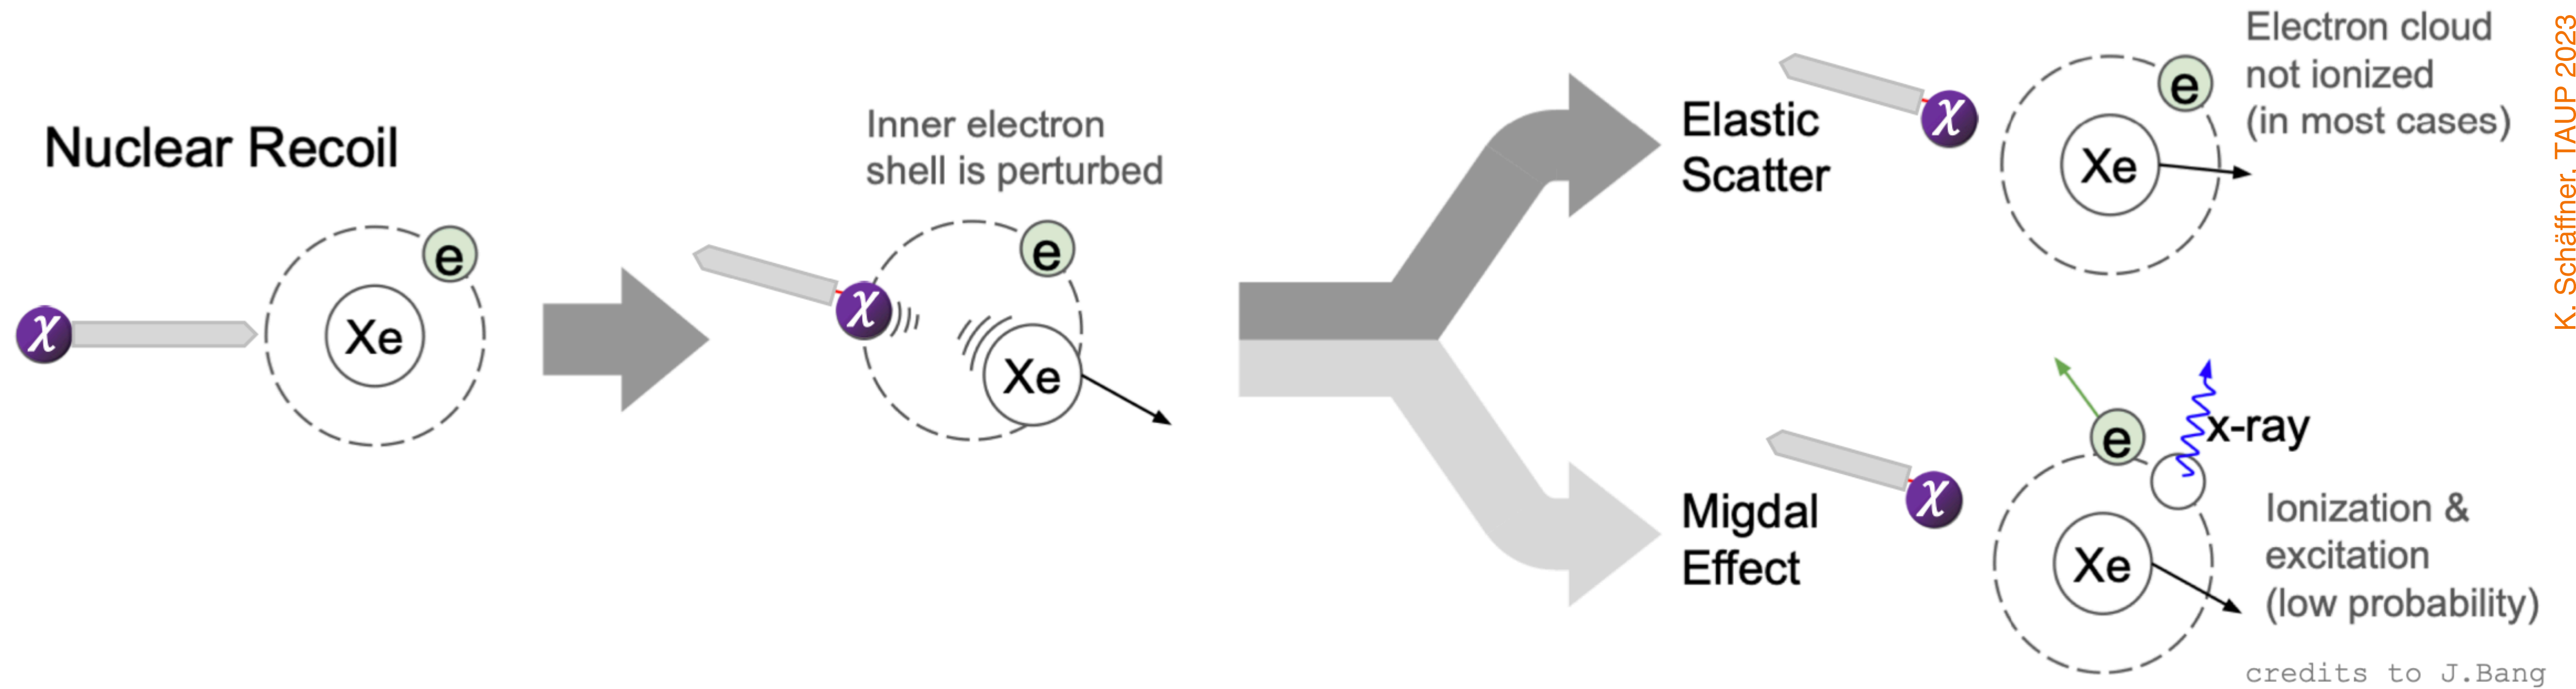 Nuclear Recoil
χ
e
Xe
Inner electron
shell is perturbed
χ
e
Xe
Elastic
Scatter
χ
e
Xe
Electron cloud
not ionized
(in most cases)
Migdal
Effect
χ
e
x-ray
Xe
Ionization &
excitation
(low probability)
credits to J.Bang
K. Schäffner, TAUP 2023